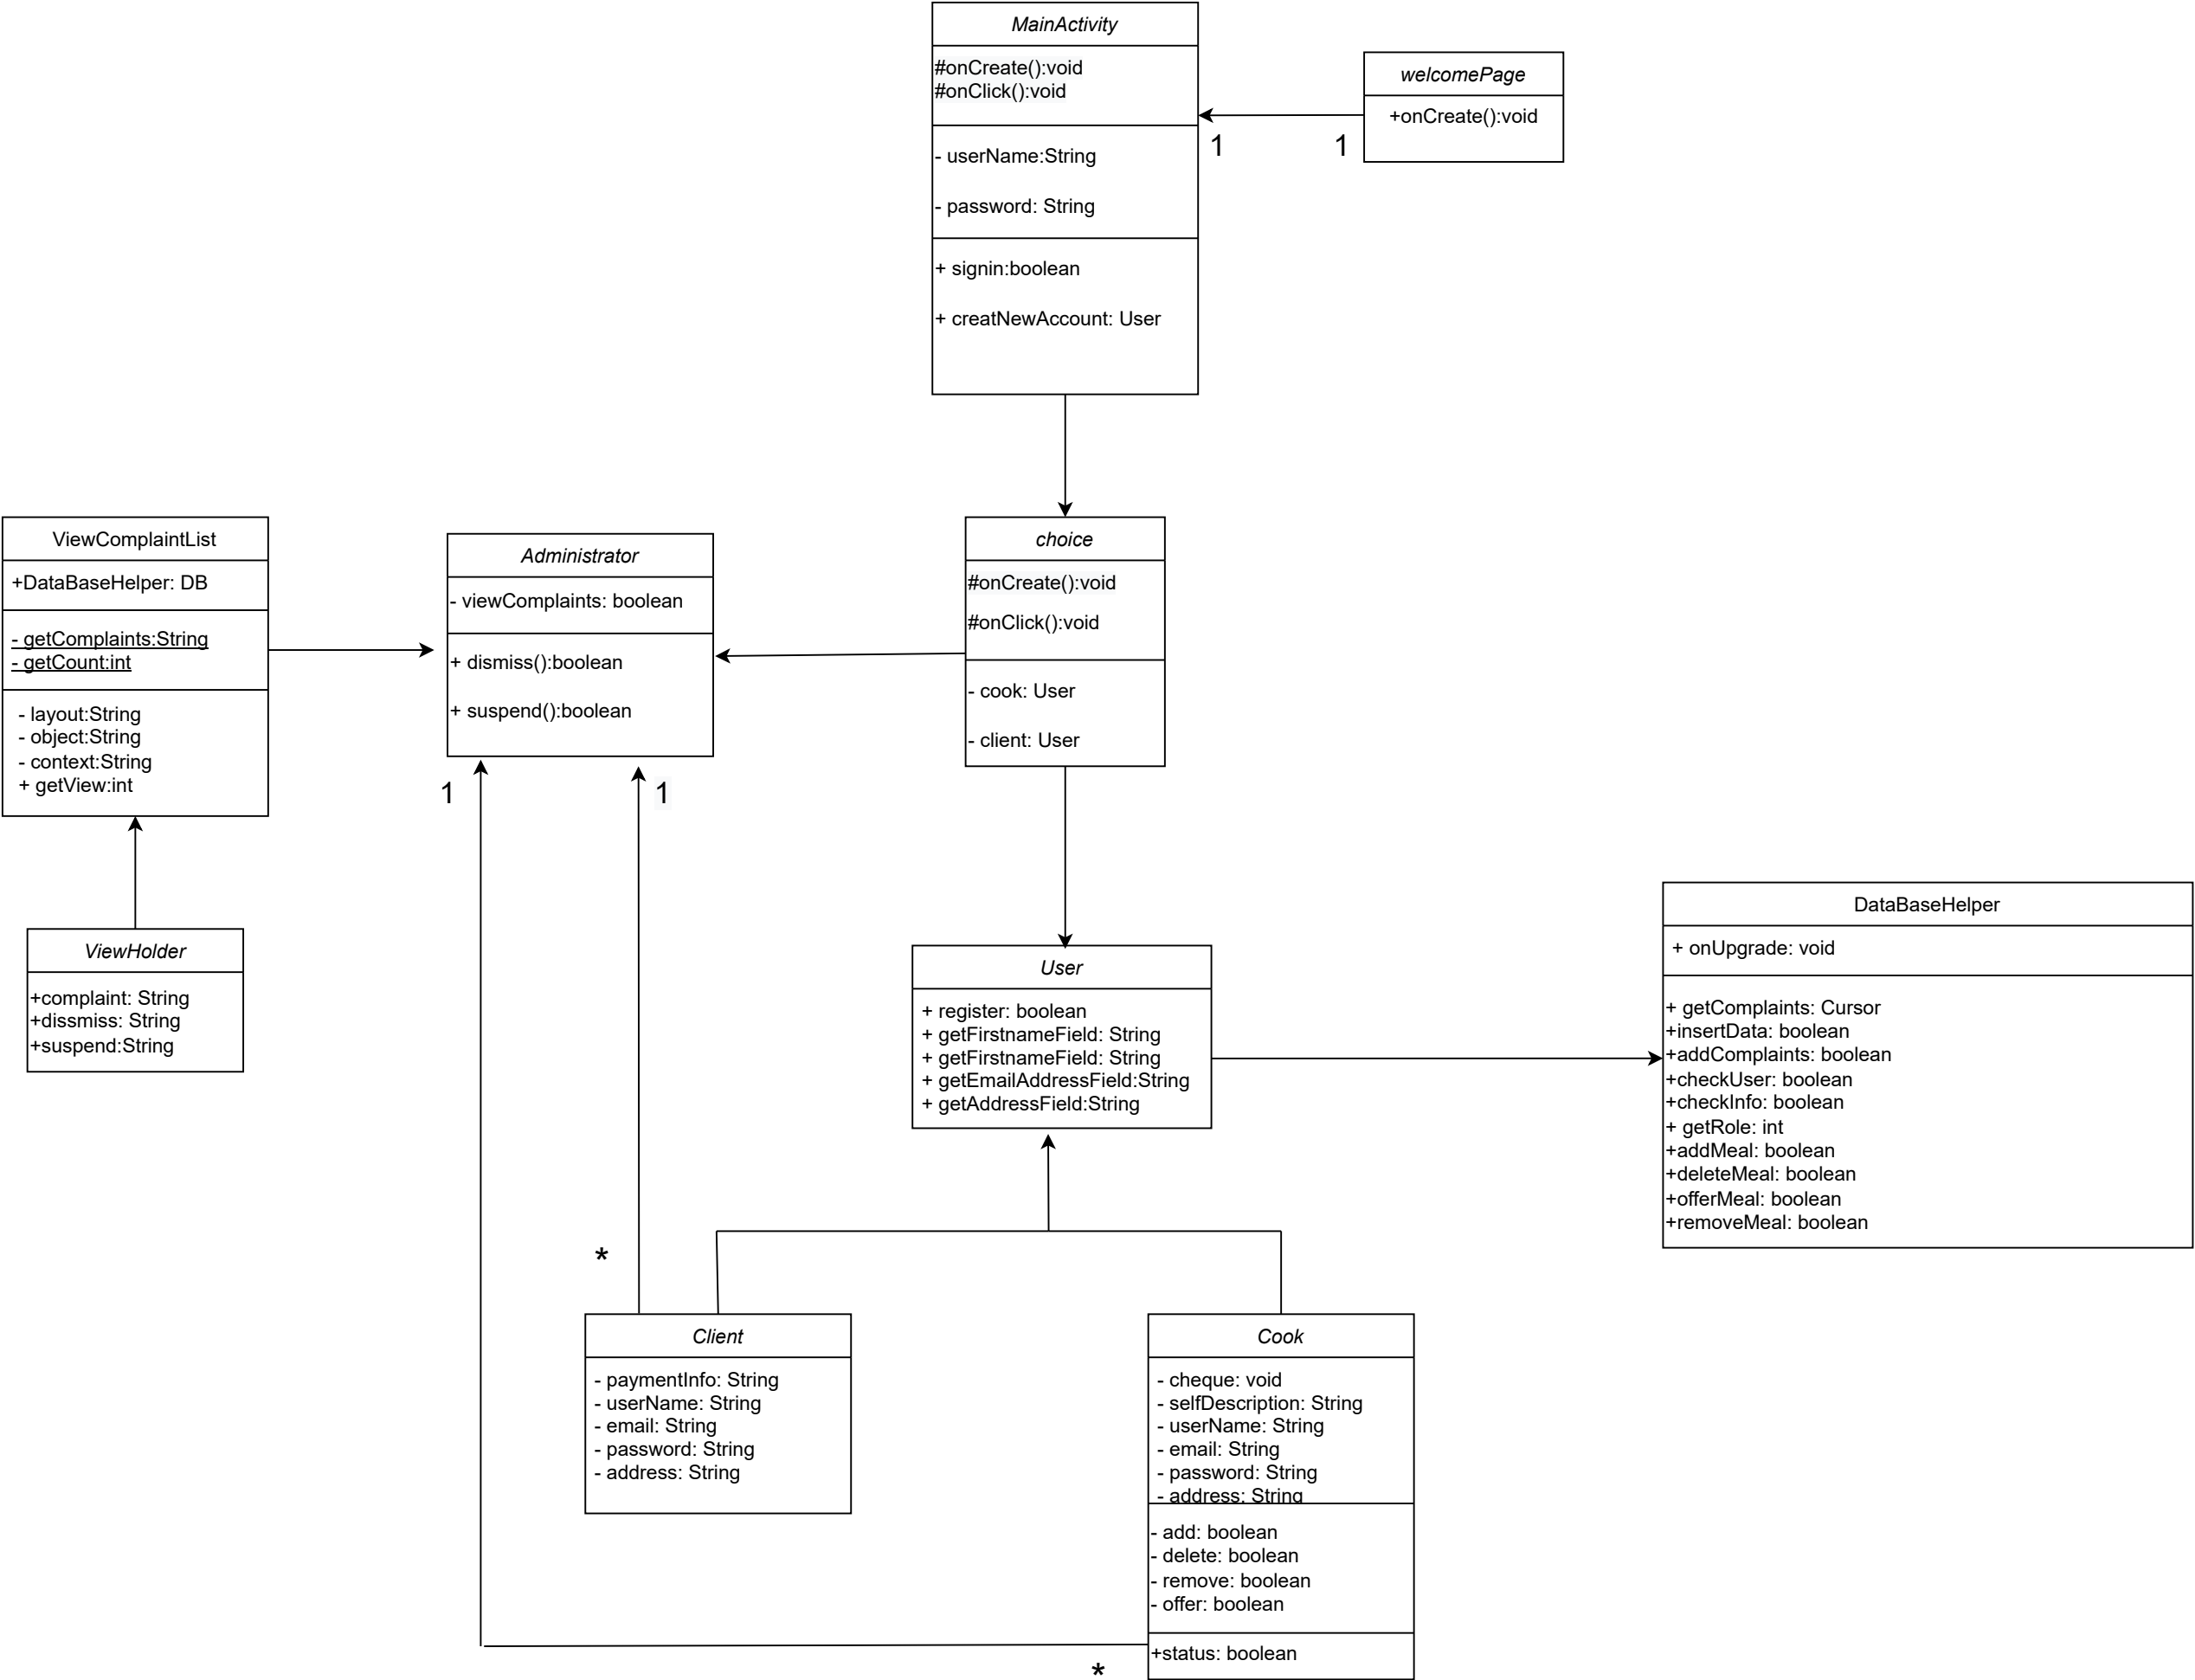 MainActivity
#onCreate():void
#onClick():void
- userName:String
- password: String
+ signin:boolean
+ creatNewAccount: User
welcomePage
+onCreate():void
1
1
ViewComplaintList
+DataBaseHelper: DB
- getComplaints:String
- getCount:int
- layout:String
- object:String
- context:String
+ getView:int
Administrator
- viewComplaints: boolean
+ dismiss():boolean
+ suspend():boolean
1
1
choice
#onCreate():void
#onClick():void
- cook: User
- client: User
ViewHolder
+complaint: String
+dissmiss: String
+suspend:String
User
+ register: boolean
+ getFirstnameField: String
+ getFirstnameField: String
+ getEmailAddressField:String
+ getAddressField:String
DataBaseHelper
+ onUpgrade: void
+ getComplaints: Cursor
+insertData: boolean
+addComplaints: boolean
+checkUser: boolean
+checkInfo: boolean
+ getRole: int
+addMeal: boolean
+deleteMeal: boolean
+offerMeal: boolean
+removeMeal: boolean
*
Client
- paymentInfo: String
- userName: String
- email: String
- password: String
- address: String
Cook
- cheque: void
- selfDescription: String
- userName: String
- email: String
- password: String
- address: String
- add: boolean
- delete: boolean
- remove: boolean
- offer: boolean
+status: boolean
*